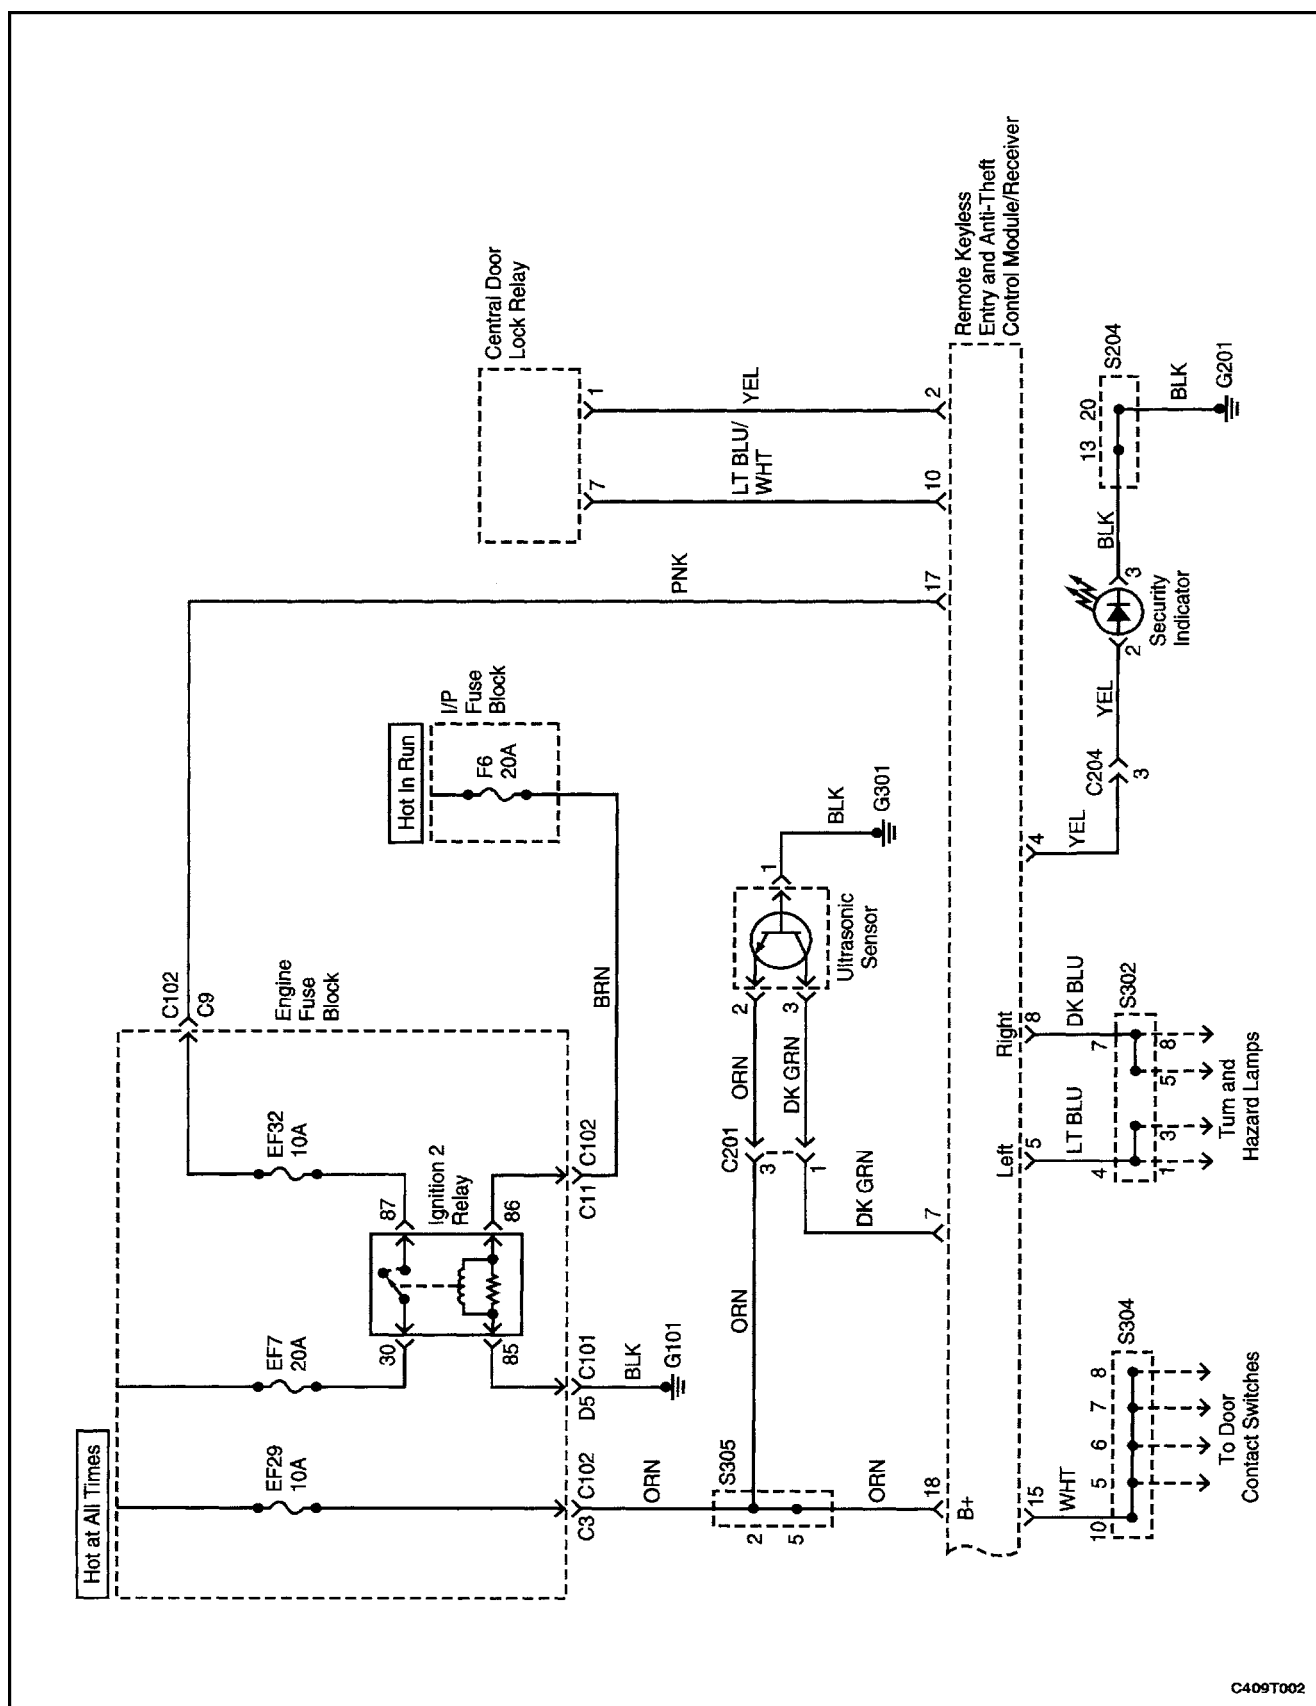 Hot at All Times
EF29
10A
EF7
20A
EF32
10A
Engine
Fuse
Block
C102
C9
30
87
Ignition 2
Relay
85
86
C3
C102
D5
C101
C11
C102
ORN
BLK
G101
BRN
Hot In Run
I/P
Fuse
Block
F6
20A
PNK
Central Door
Lock Relay
7
1
LT BLU/
WHT
YEL
S305
2
5
ORN
ORN
C201
3
1
ORN
DK GRN
DK GRN
2
3
Ultrasonic
Sensor
1
BLK
G301
18
7
17
10
2
B+
Left
Right
Remote Keyless
Entry and Anti-Theft
Control Module/Receiver
15
5
8
4
WHT
LT BLU
DK BLU
YEL
S304
10
5
6
7
8
To Door
Contact Switches
S302
4
7
1
3
5
8
Turn and
Hazard Lamps
C204
3
YEL
2
3
Security
Indicator
BLK
13
20
S204
BLK
G201
C409T002